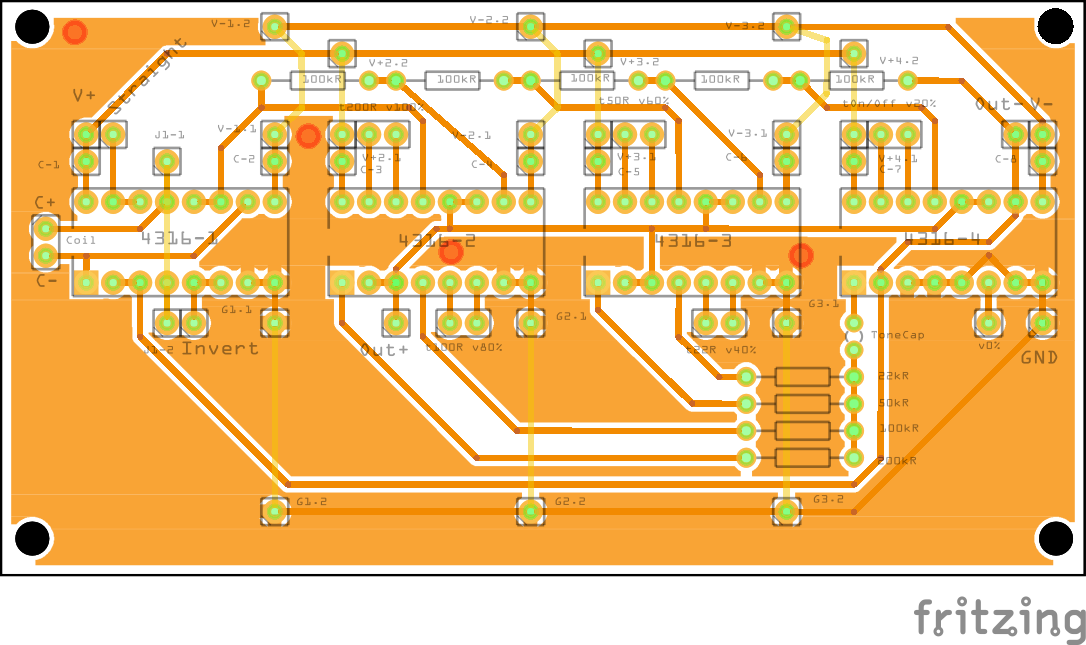 V-1.2
V-2.2
V-3.2
Straight
V+2.2
V+3.2
V+4.2
100kR
100kR
100kR
100kR
100kR
V+
t200R v100%
t50R v60%
tOn/Off v20%
Out-
V-
J1-1
V-1.1
V-2.1
V-3.1
C-1
C-2
V+2.1
C-3
C-4
V+3.1
C-5
C-6
V+4.1
C-7
C-8
C+
Coil
4316-1
4316-2
4316-3
4316-4
C-
G1.1
G2.1
G3.1
J1-2
Invert
Out+
t100R v80%
t22R v40%
( )
ToneCap
v0%
GND
22kR
50kR
100kR
200kR
G1.2
G2.2
G3.2
fritzing